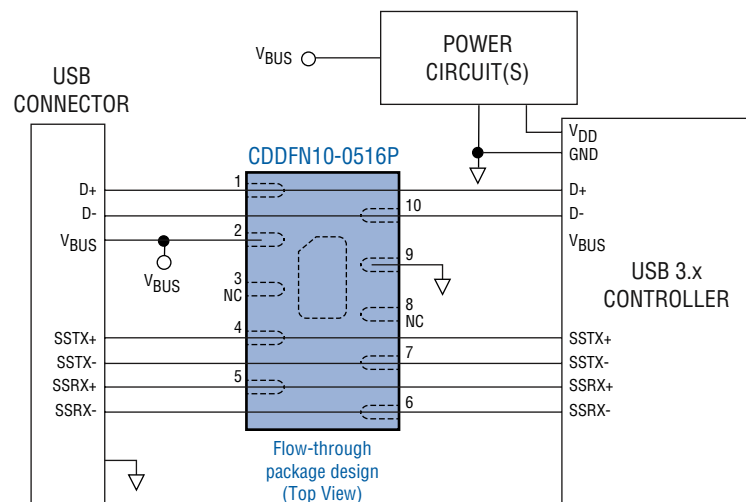 POWER
CIRCUIT(S)
VBUS
USB
CONNECTOR
VDD
GND
CDDFN10-0516P
D+
1
D+
D-
10
D-
VBUS
2
VBUS
VBUS
9
3
NC
USB 3.x
CONTROLLER
8
NC
SSTX+
4
SSTX+
SSTX-
7
SSTX-
SSRX+
5
SSRX+
SSRX-
6
SSRX-
Flow-through
package design
(Top View)